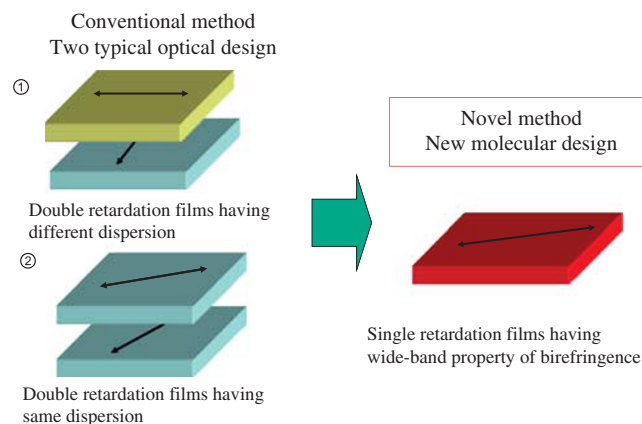 Conventional method
Two typical optical design
①
Double retardation films having
different dispersion
②
Double retardation films having
same dispersion
Novel method
New molecular design
Single retardation films having
wide-band property of birefringence